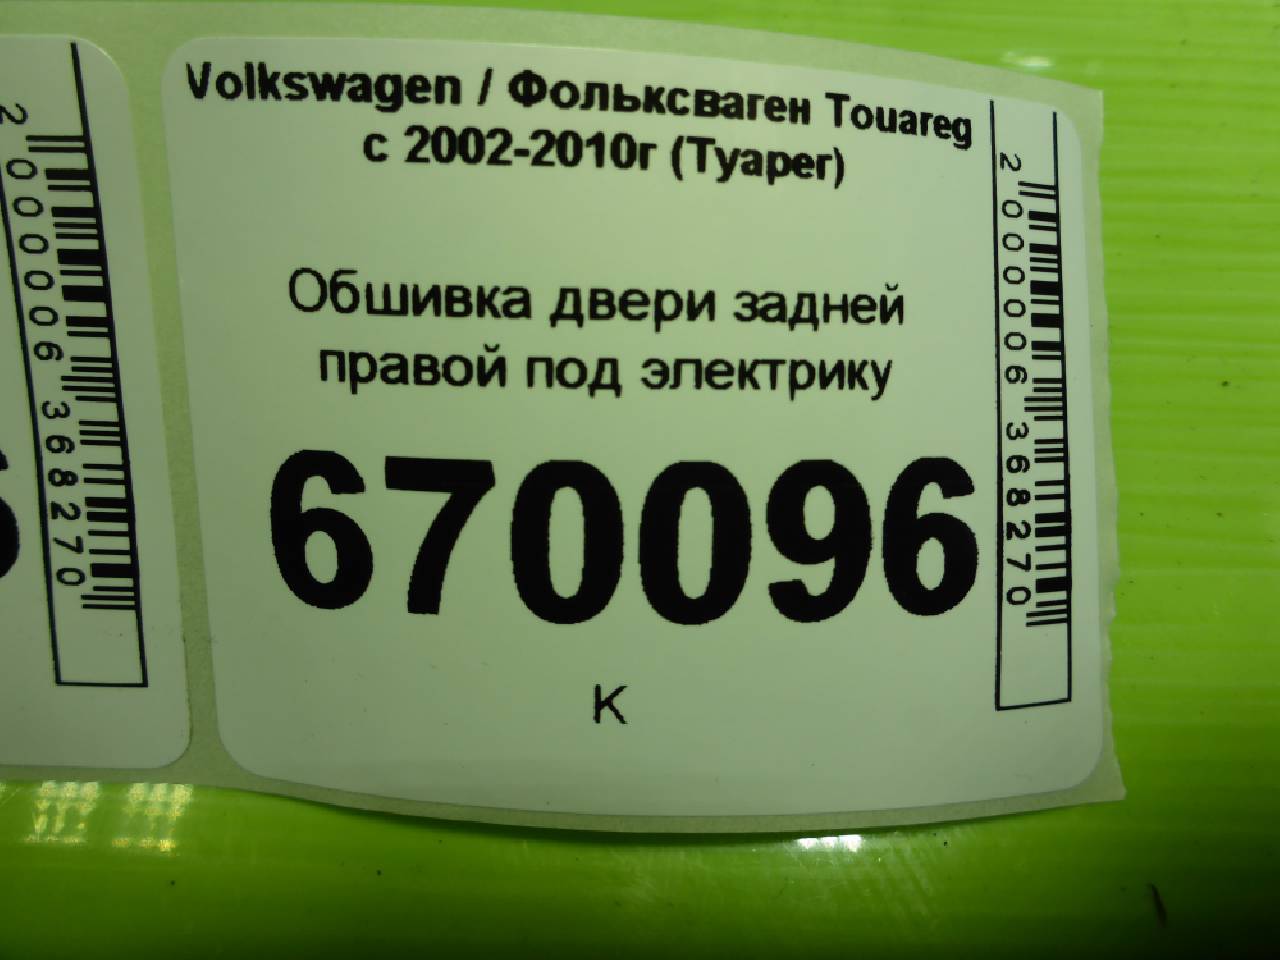 Volkswagen / Фольксваген Touareg
с 2002-2010г (Туарег)
Обшивка двери задней
правой под электрику
670096
К
2000006368270
2000006368270